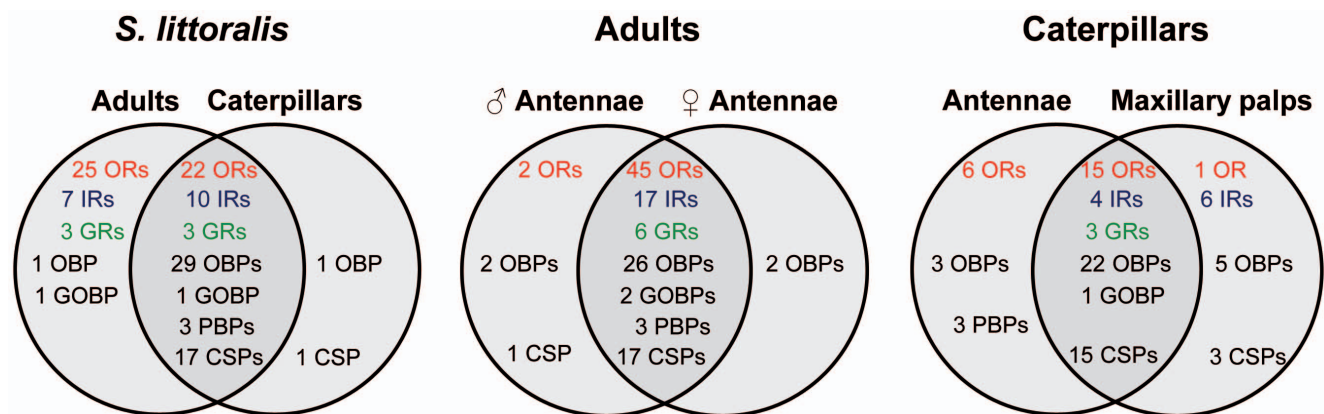 S. littoralis
Adults
Caterpillars
Adults Caterpillars
♂ Antennae ♀ Antennae
Antennae Maxillary palps
25 ORs 22 ORs
7 IRs 10 IRs
3 GRs 3 GRs
1 OBP 29 OBPs 1 OBP
1 GOBP 1 GOBP
3 PBPs
17 CSPs 1 CSP
2 ORs 45 ORs
17 IRs
6 GRs
2 OBPs 26 OBPs 2 OBPs
2 GOBPs
3 PBPs
1 CSP 17 CSPs
6 ORs 15 ORs 1 OR
4 IRs 6 IRs
3 GRs
3 OBPs 22 OBPs 5 OBPs
1 GOBP
3 PBPs
15 CSPs 3 CSPs